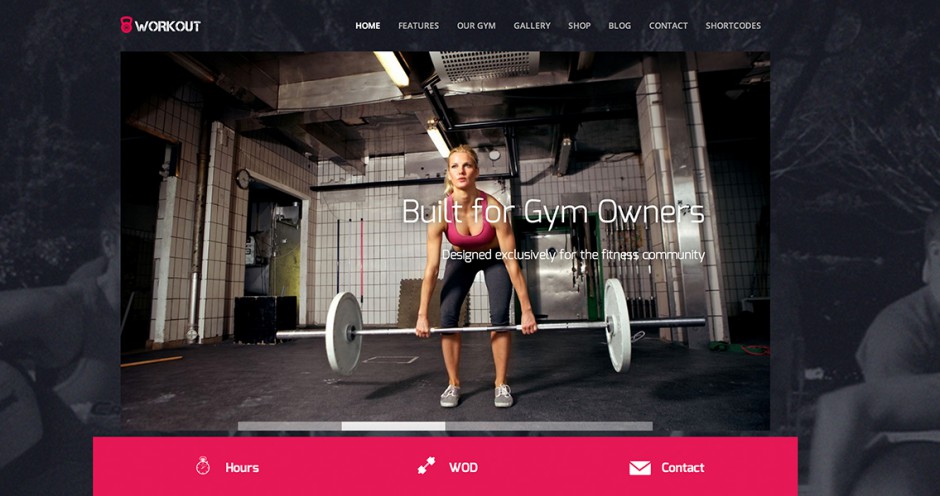 WORKOUT
HOME FEATURES OUR GYM GALLERY SHOP BLOG CONTACT SHORTCODES
Built for Gym Owners
Designed exclusively for the fitness community
Hours WOD Contact